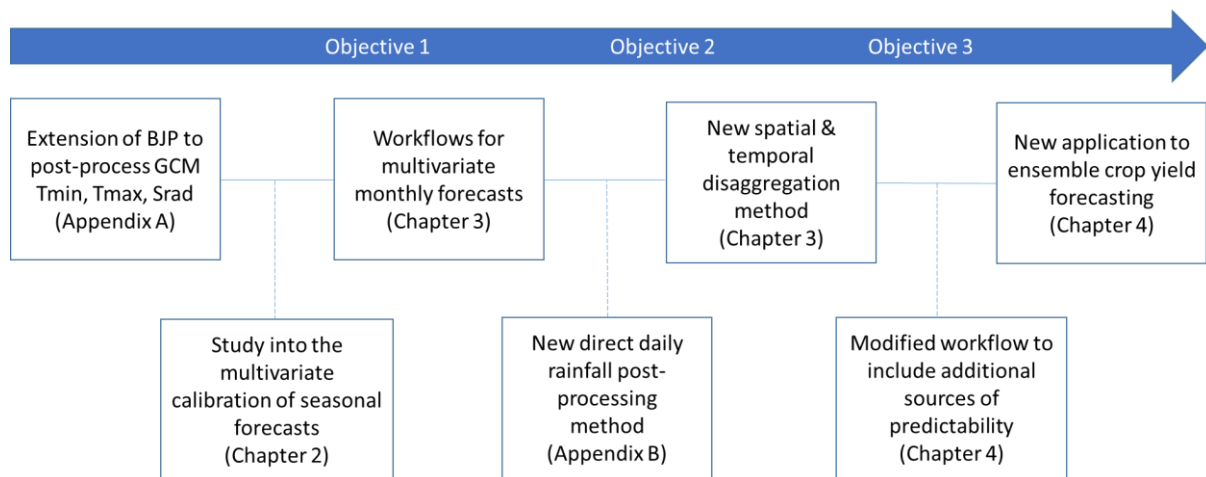 Objective 1
Objective 2
Objective 3
Extension of BJP to
post-process GCM
Tmin, Tmax, Srad
(Appendix A)
Workflows for
multivariate
monthly forecasts
(Chapter 3)
New spatial &
temporal
disaggregation
method
(Chapter 3)
New application to
ensemble crop yield
forecasting
(Chapter 4)
Study into the
multivariate
calibration of seasonal
forecasts
(Chapter 2)
New direct daily
rainfall post-
processing
method
(Appendix B)
Modified workflow to
include additional
sources of
predictability
(Chapter 4)